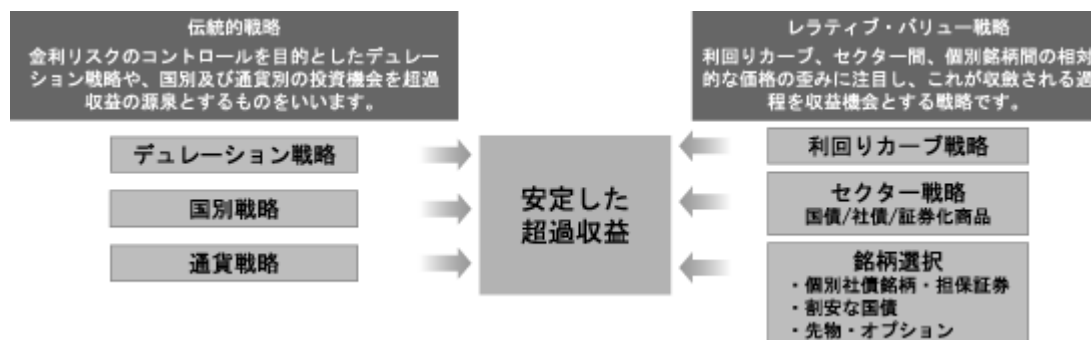 伝統的戦略
金利リスクのコントロールを目的としたデュレー
ション戦略や、国別及び通貨別の投資機会を超過
収益の源泉とするものをいいます。
デュレーション戦略
国別戦略
通貨戦略
安定した
超過収益
レラティブ・バリュー戦略
利回りカーブ、セクター間、個別銘柄間の相対
的な価格の歪みに注目し、これが収斂される過
程を収益機会とする戦略です。
利回りカーブ戦略
セクター戦略
国債/社債/証券化商品
銘柄選択
・個別社債銘柄・担保証券
・割安な国債
・先物・オプション